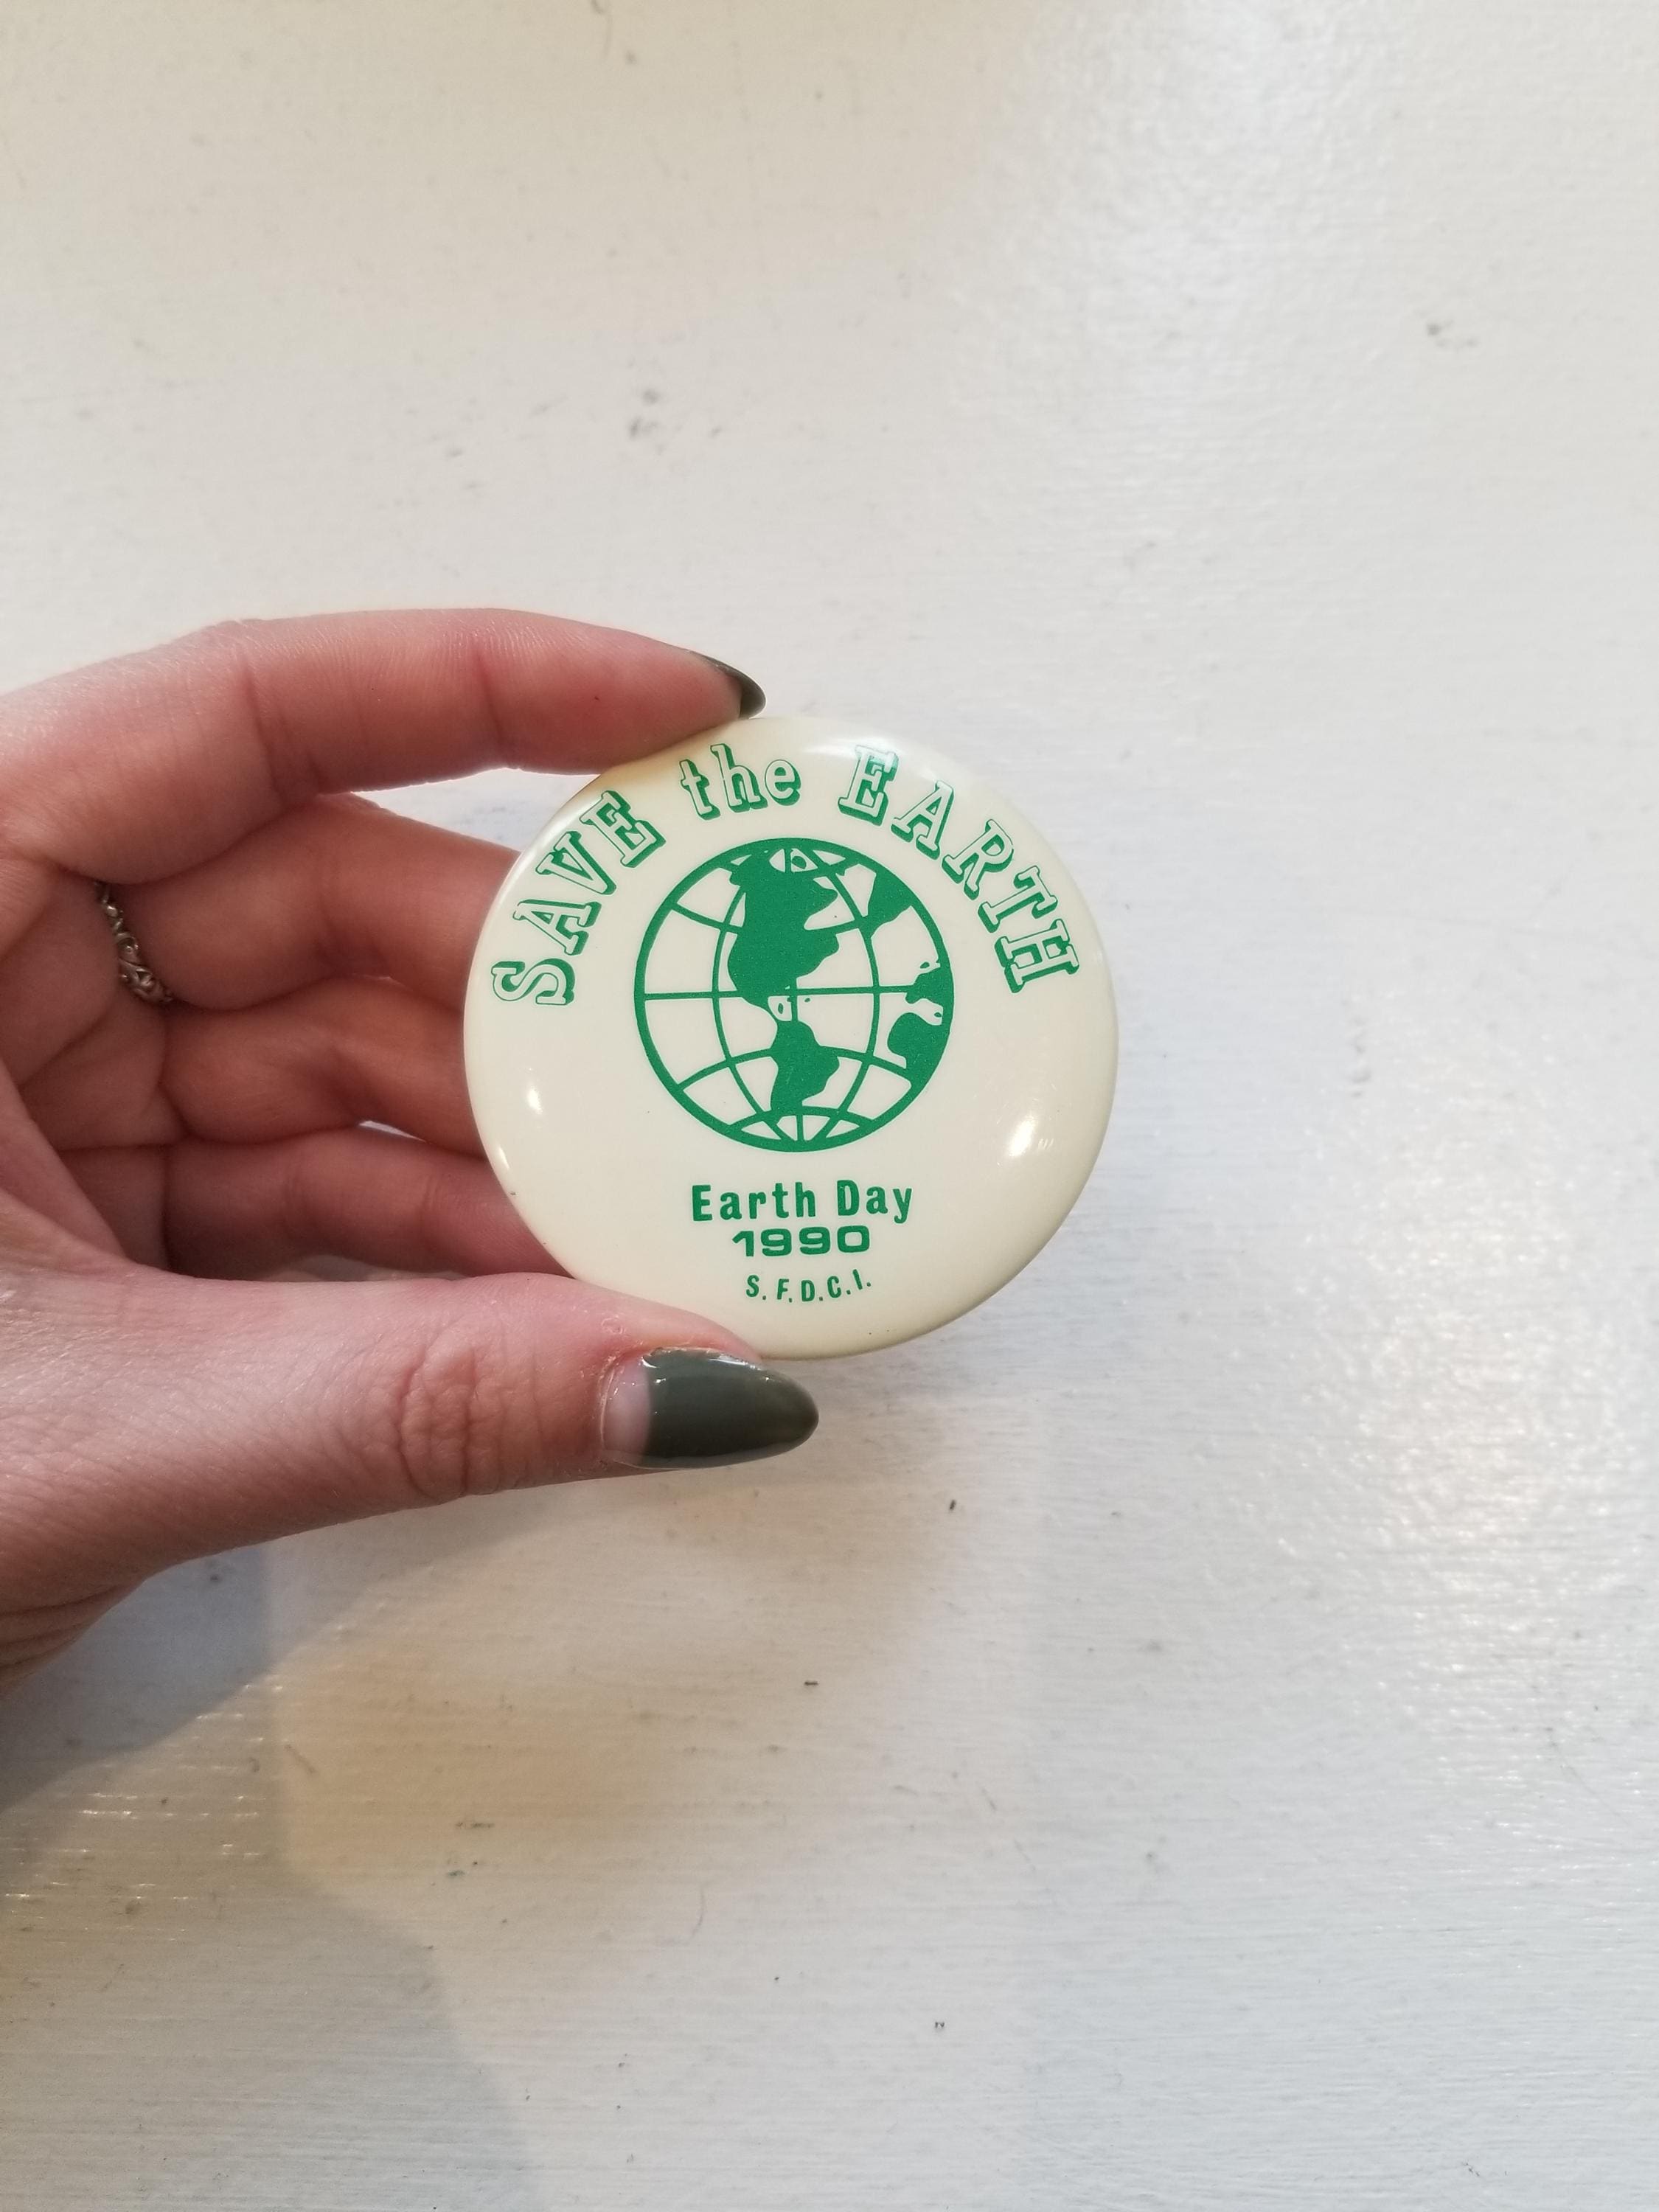 SAVE the EARTH
Earth Day
1990
S.F.D.C.I.